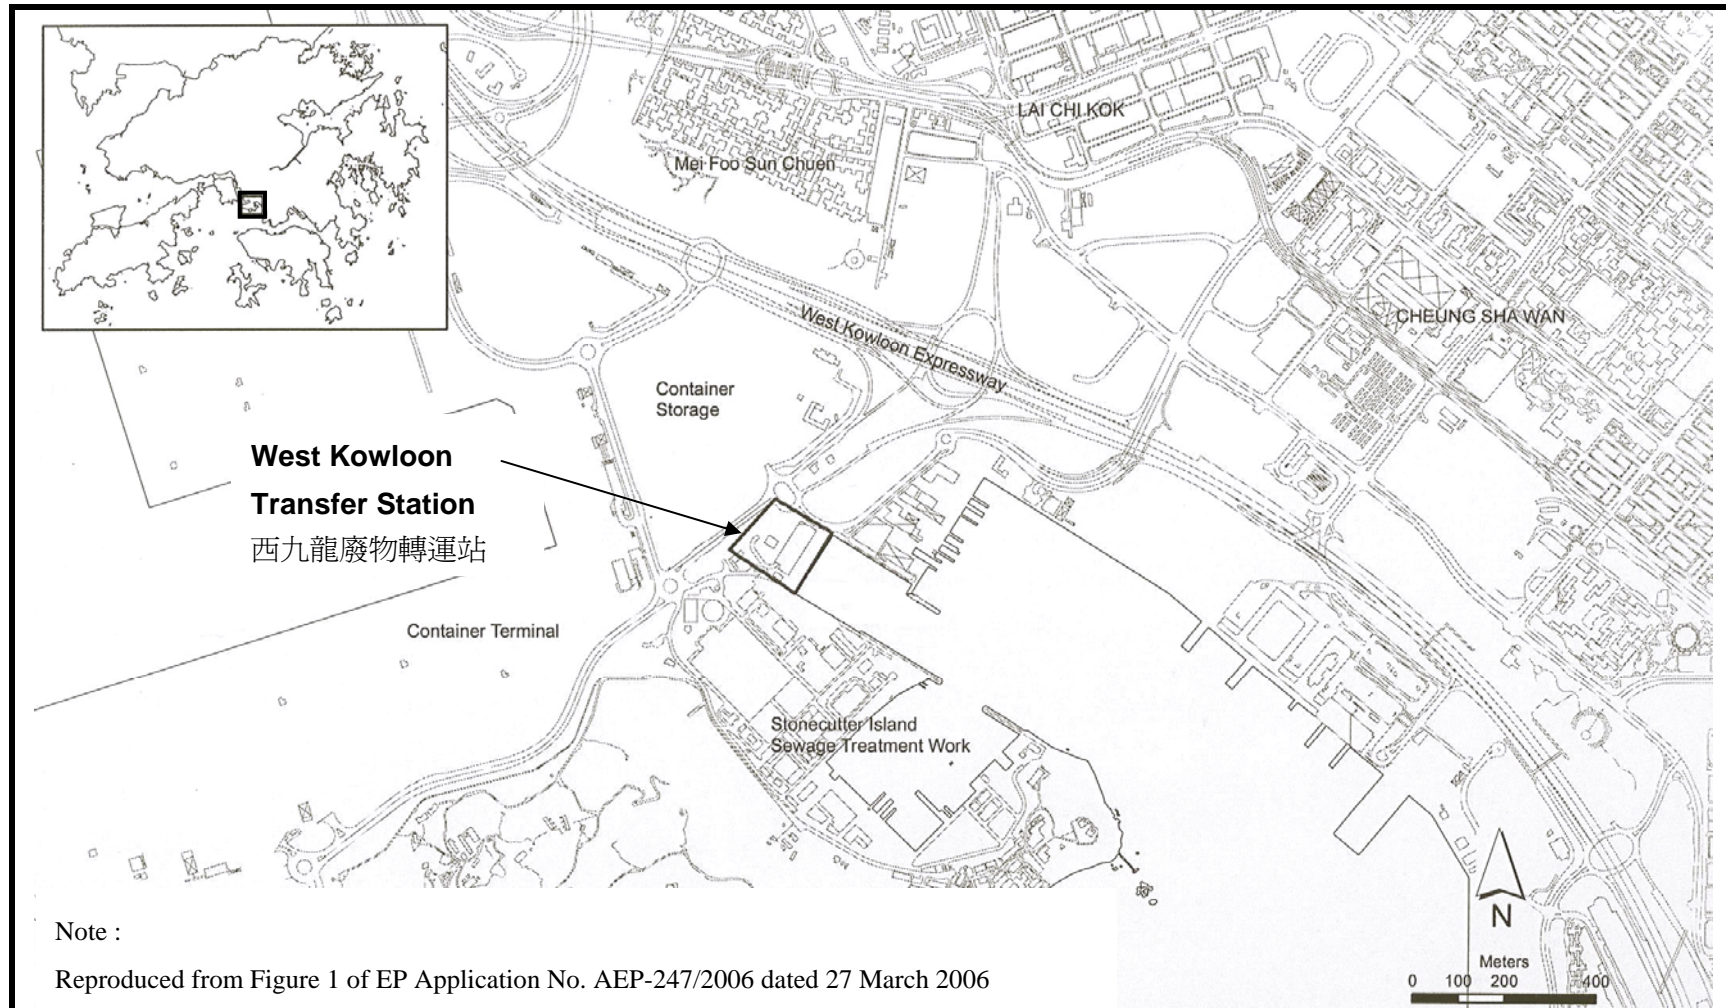 LAI CHI KOK
Mei Foo Sun Chuen
West Kowloon Expressway
CHEUNG SHA WAN
Container
Storage
West Kowloon
Transfer Station
西九龍廢物轉運站
Container Terminal
Stonecutter Island
Sewage Treatment Work
N
Meters
0 100 200 400
Note :
Reproduced from Figure 1 of EP Application No. AEP-247/2006 dated 27 March 2006